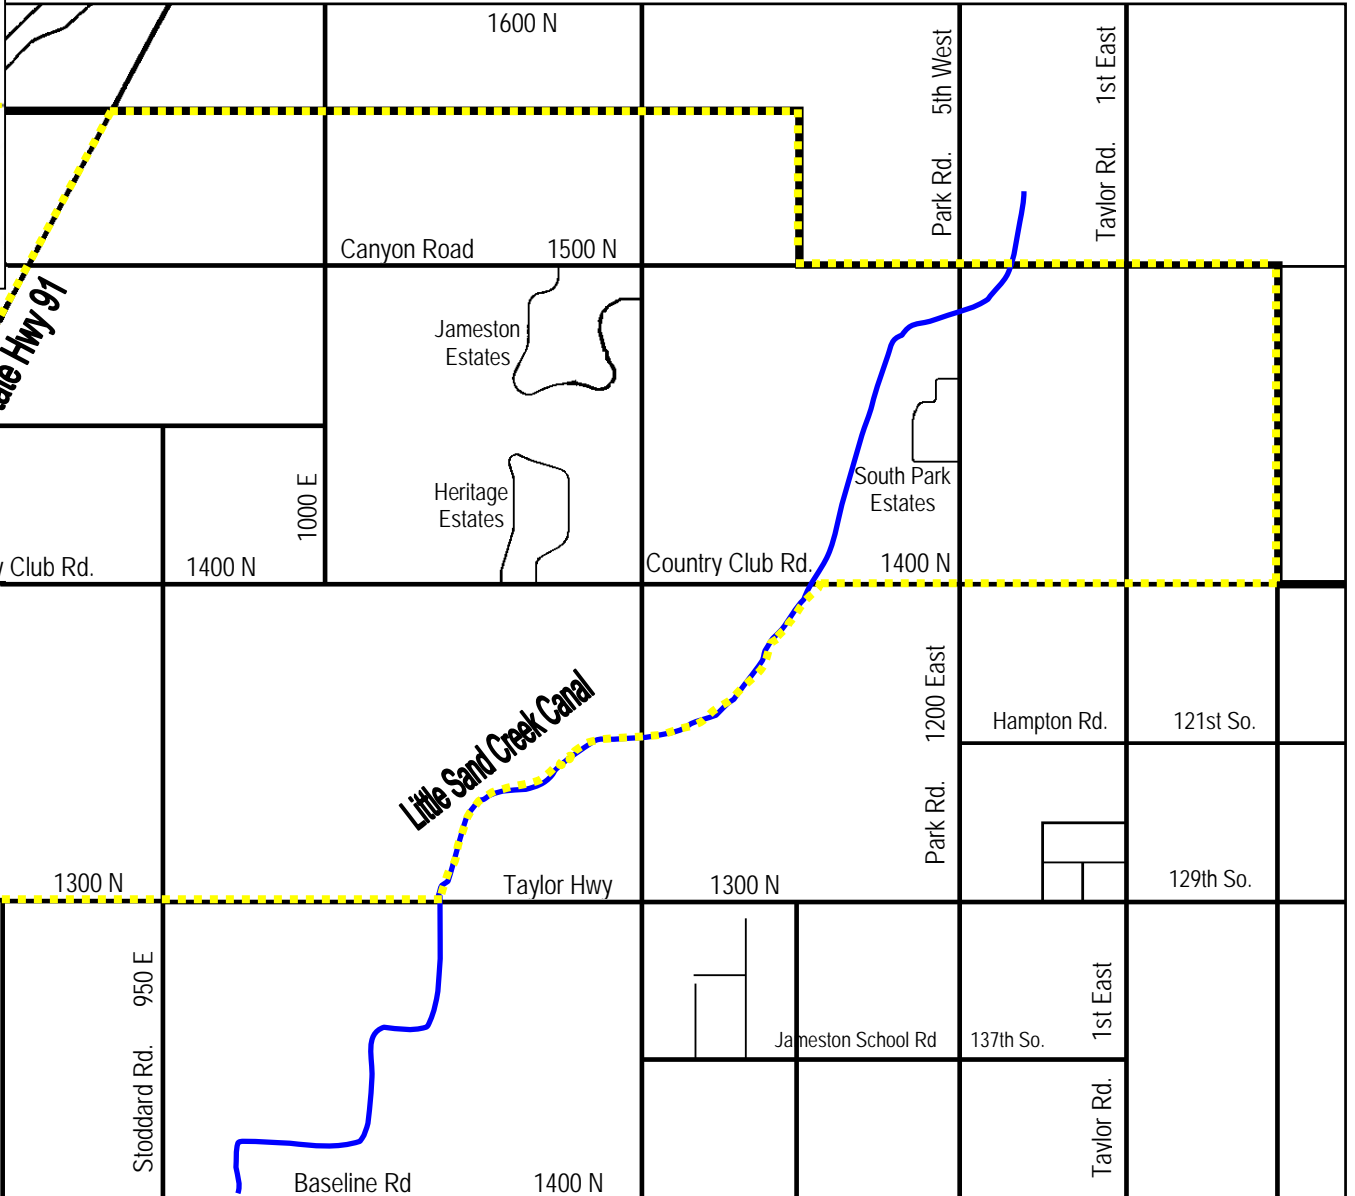 1600 N
5th West
1st East
Park Rd.
Taylor Rd.
Canyon Road
1500 N
Hwy 91
Jameston
Estates
South Park
Estates
Heritage
Estates
1000 E
Club Rd.
1400 N
Country Club Rd.
1400 N
Little Sand Creek Canal
1200 East
Hampton Rd.
121st So.
Park Rd.
1300 N
Taylor Hwy
1300 N
129th So.
950 E
1st East
Jameston School Rd
137th So.
Stoddard Rd.
Taylor Rd.
Baseline Rd
1400 N